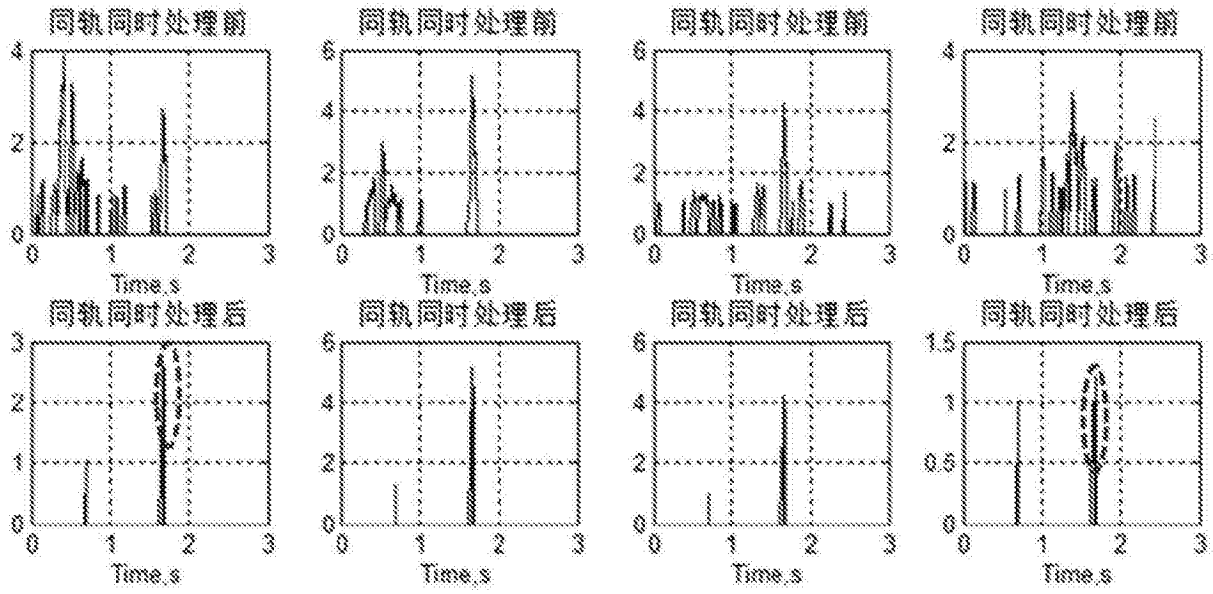 同轨同时处理前 同轨同时处理前 同轨同时处理前 同轨同时处理前
4 6 6 4
4 4
2 2 2 2
0 0 0 0
0 1 2 3 0 1 2 3 0 1 2 3 0 1 2 3
Time,s Time,s Time,s Time,s
同轨同时处理后 同轨同时处理后 同轨同时处理后 同轨同时处理后
3 6 6 1.5
2 4 4 1
1 2 2 0.5
0 0 0 0
0 1 2 3 0 1 2 3 0 1 2 3 0 1 2 3
Time,s Time,s Time,s Time,s